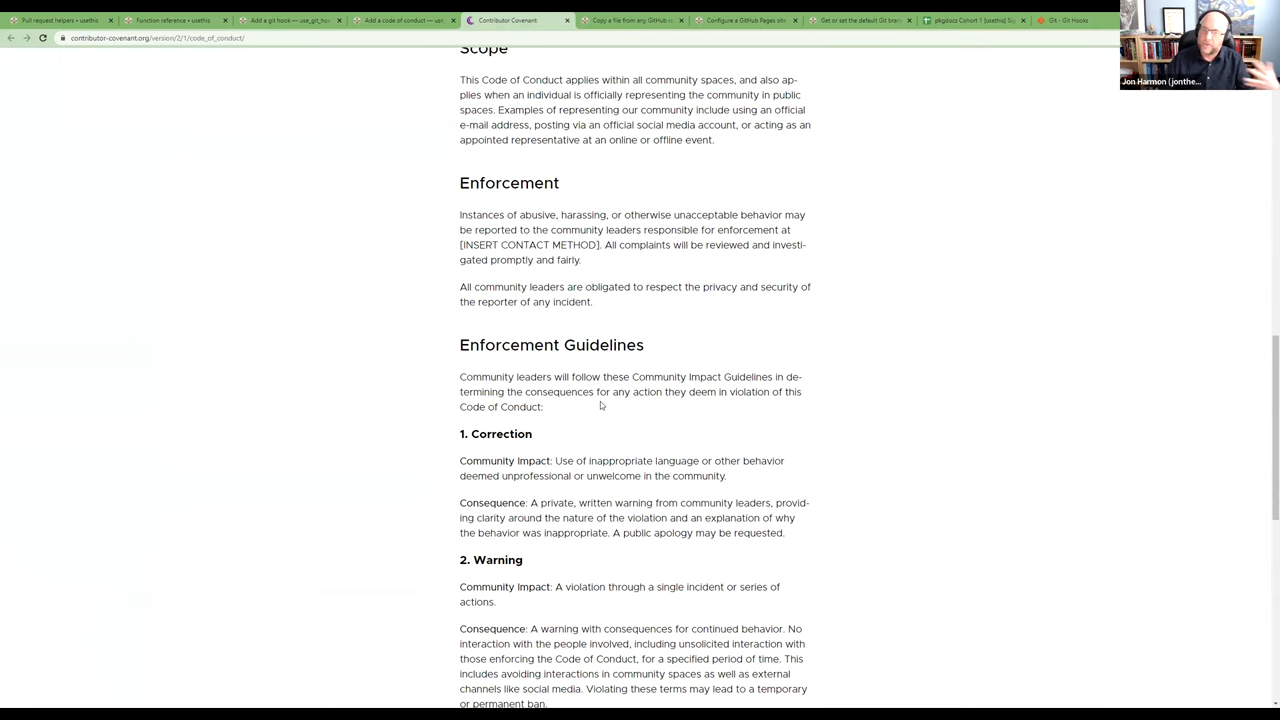 Pull request helpers • usethis
Function reference • usethis
Add a git hook — use_git_hook
Add a code of conduct — use_
Contributor Covenant:
Copy a file from any GitHub re
Configure a GitHub Pages site
Get or set the default Git bran
pkgdocs Cohort 1 [usethis] Sig
Git - Git Hooks
contributor-covenant.org/version/2/1/code_of_conduct/
Jon Harmon (jonthe...
Scope
This Code of Conduct applies within all community spaces, and also ap-
plies when an individual is officially representing the community in public
spaces. Examples of representing our community include using an official
e-mail address, posting via an official social media account, or acting as an
appointed representative at an online or offline event.
Enforcement
Instances of abusive, harassing, or otherwise unacceptable behavior may
be reported to the community leaders responsible for enforcement at
[INSERT CONTACT METHOD]. All complaints will be reviewed and investi-
gated promptly and fairly.
All community leaders are obligated to respect the privacy and security of
the reporter of any incident.
Enforcement Guidelines
Community leaders will follow these Community Impact Guidelines in de-
termining the consequences for any action they deem in violation of this
Code of Conduct:
1. Correction
Community Impact: Use of inappropriate language or other behavior
deemed unprofessional or unwelcome in the community.
Consequence: A private, written warning from community leaders, provid-
ing clarity around the nature of the violation and an explanation of why
the behavior was inappropriate. A public apology may be requested.
2. Warning
Community Impact: A violation through a single incident or series of
actions.
Consequence: A warning with consequences for continued behavior. No
interaction with the people involved, including unsolicited interaction with
those enforcing the Code of Conduct, for a specified period of time. This
includes avoiding interactions in community spaces as well as external
channels like social media. Violating these terms may lead to a temporary
or permanent ban.